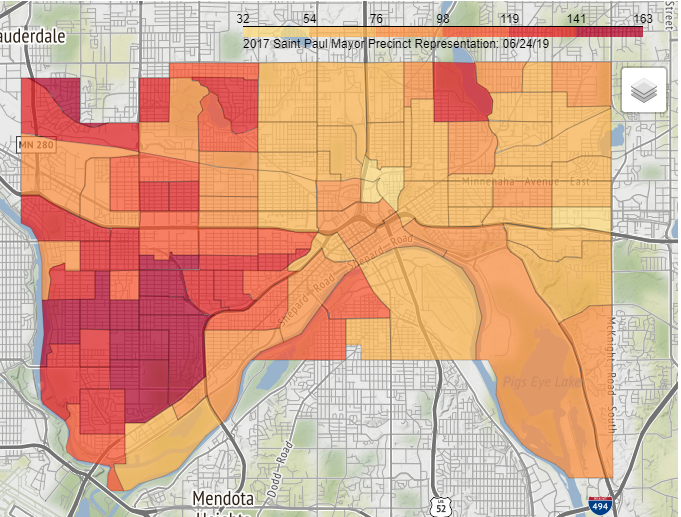 32 54 76 98 119 141 163
2017 Saint Paul Mayor Precinct Representation: 06/24/19
auderdale
Street
MN 280
Minnehaha Avenue East
Shepard Road
Shepard Road
McKnight Road South
Pigs Eye Lake
Dodd Road
Mendota
Heights
US
52
494